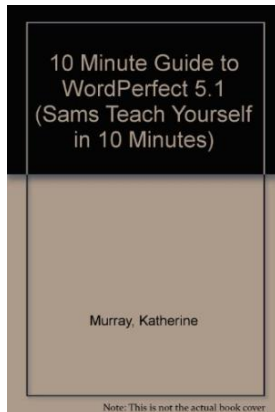 10 Minute Guide to
WordPerfect 5.1
(Sams Teach Yourself
in 10 Minutes)
Murray, Katherine
Note: This is not the actual book cover